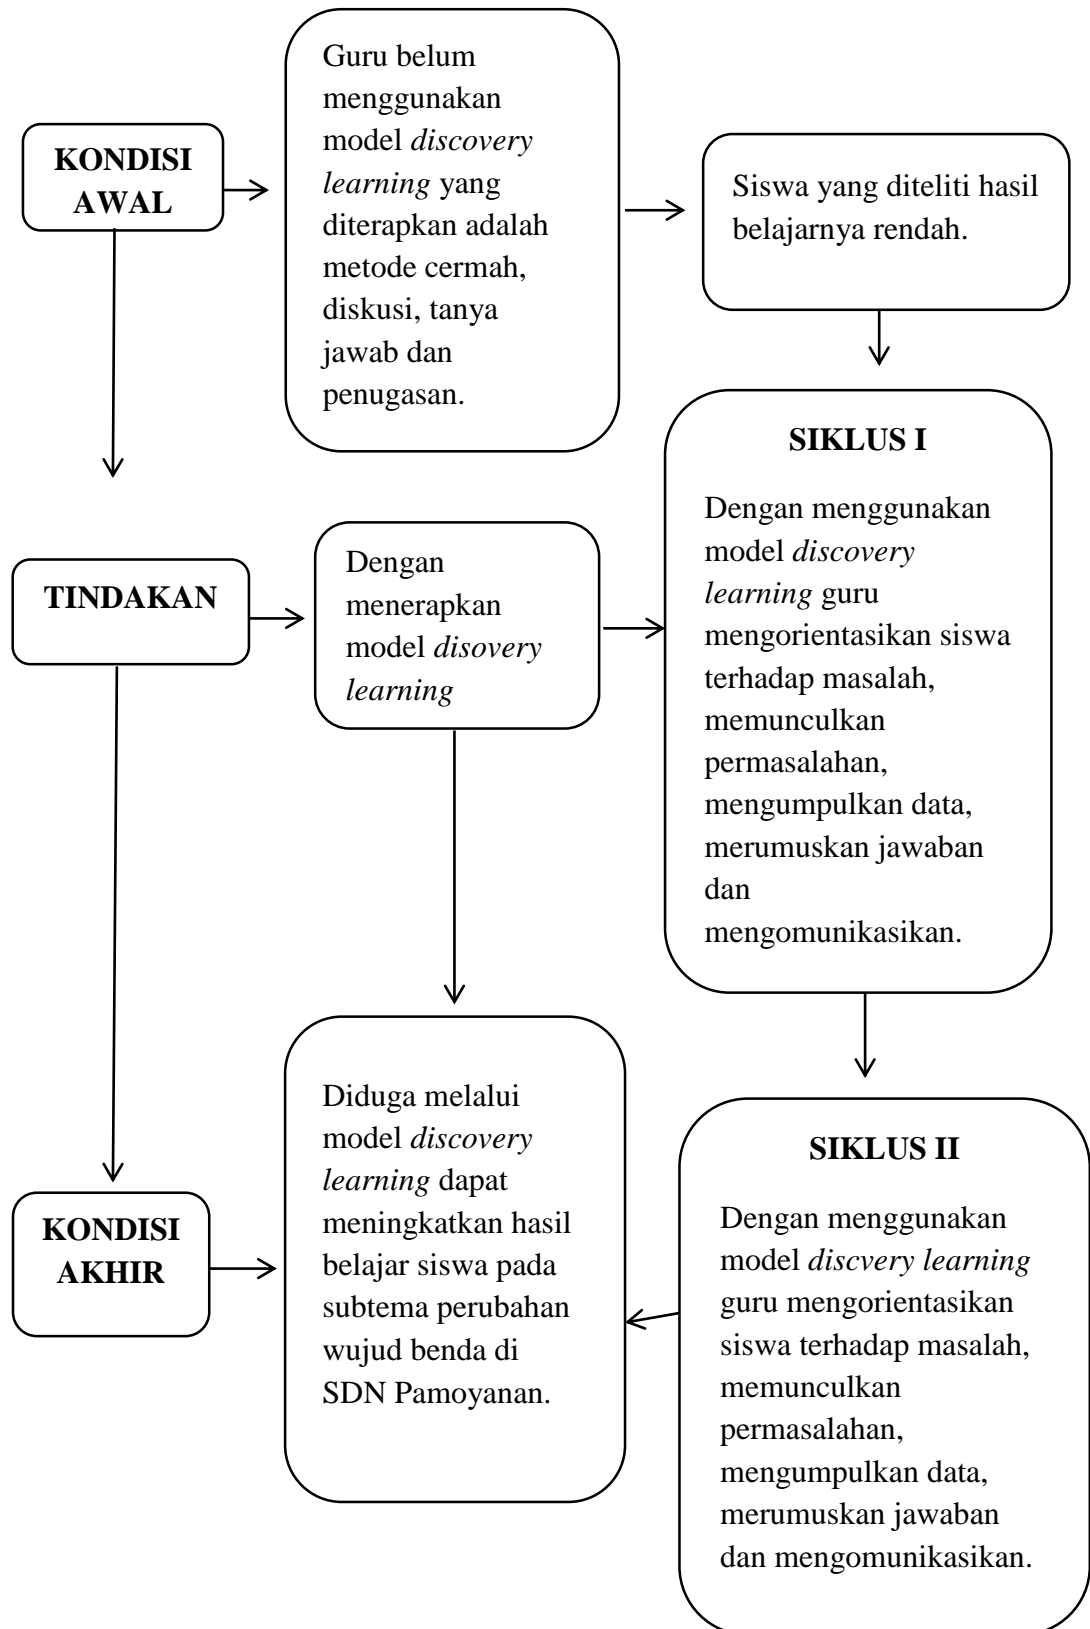 KONDISI
AWAL
Guru belum
menggunakan
model discovery
learning yang
diterapkan adalah
metode cermah,
diskusi, tanya
jawab dan
penugasan.
Siswa yang diteliti hasil
belajarnya rendah.
TINDAKAN
Dengan
menerapkan
model disovery
learning
SIKLUS I
Dengan menggunakan
model discovery
learning guru
mengorientasikan siswa
terhadap masalah,
memunculkan
permasalahan,
mengumpulkan data,
merumuskan jawaban
dan
mengomunikasikan.
KONDISI
AKHIR
Diduga melalui
model discovery
learning dapat
meningkatkan hasil
belajar siswa pada
subtema perubahan
wujud benda di
SDN Pamoyanan.
SIKLUS II
Dengan menggunakan
model discvery learning
guru mengorientasikan
siswa terhadap masalah,
memunculkan
permasalahan,
mengumpulkan data,
merumuskan jawaban
dan mengomunikasikan.